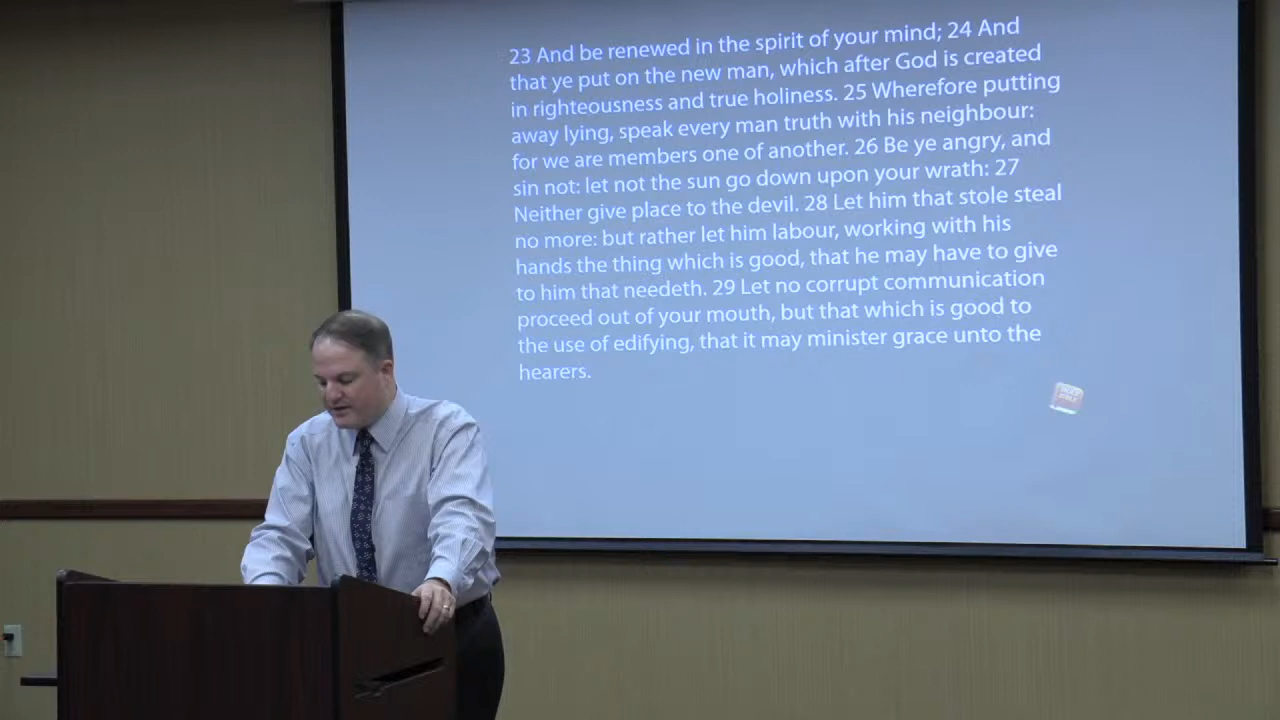 23 And be renewed in the spirit of your mind; 24 And
that ye put on the new man, which after God is created
in righteousness and true holiness. 25 Wherefore putting
away lying, speak every man truth with his neighbour:
for we are members one of another. 26 Be ye angry, and
sin not: let not the sun go down upon your wrath: 27
Neither give place to the devil. 28 Let him that stole steal
no more: but rather let him labour, working with his
hands the thing which is good, that he may have to give
to him that needeth. 29 Let no corrupt communication
proceed out of your mouth, but that which is good to
the use of edifying, that it may minister grace unto the
hearers.
HOLY
BIBLE